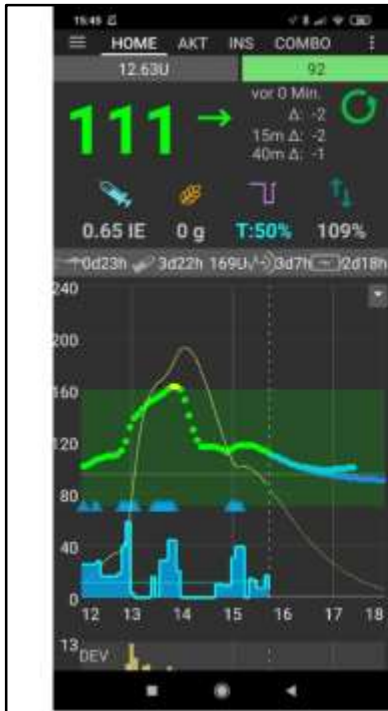 15:45
HOME AKT INS COMBO
12.63U 92
vor 0 Min.
111
Δ: -2
15m Δ: -2
40m Δ: -1
0.65 IE 0 g T:50% 109%
0d23h 3d22h 169U 3d7h 2d18h
240
200
160
120
80
40
0
12 13 14 15 16 17 18
13
DEV